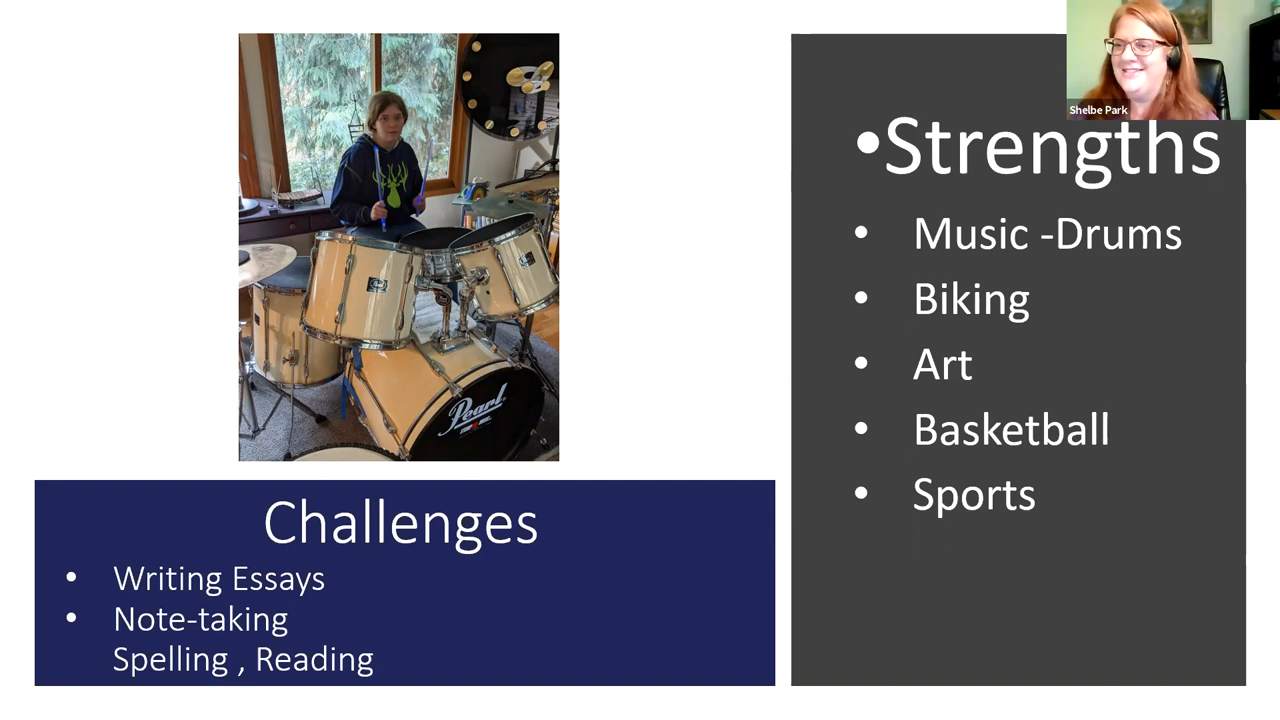 Shelbe Park
•Strengths
• Music -Drums
• Biking
• Art
• Basketball
• Sports
Pearl
Challenges
• Writing Essays
• Note-taking
Spelling , Reading